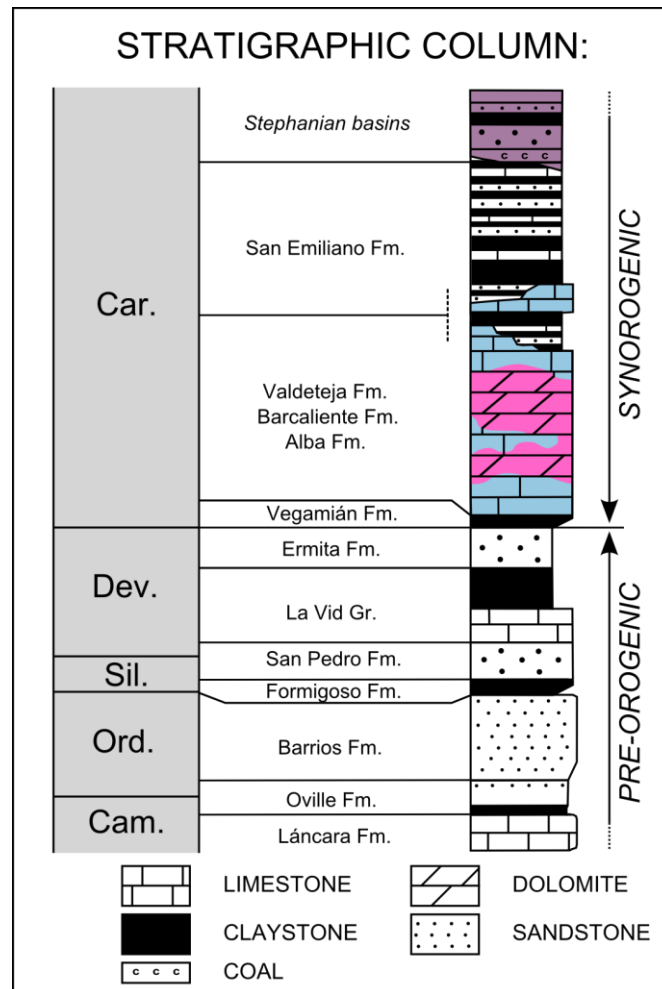 STRATIGRAPHIC COLUMN:
Car.
Dev.
Sil.
Ord.
Cam.
Stephanian basins
San Emiliano Fm.
Valdeteja Fm.
Barcaliente Fm.
Alba Fm.
Vegamián Fm.
Ermita Fm.
La Vid Gr.
San Pedro Fm.
Formigoso Fm.
Barrios Fm.
Oville Fm.
Láncara Fm.
c c c
SYNOROGENIC
PRE-OROGENIC
LIMESTONE
DOLOMITE
CLAYSTONE
SANDSTONE
c c c
COAL